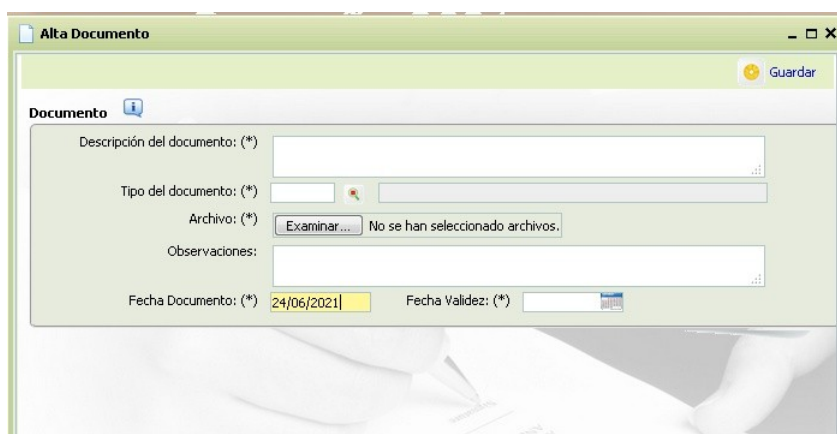 Alta Documento
Guardar
Documento
Descripción del documento: (*)
Tipo del documento: (*)
Archivo: (*) Examinar... No se han seleccionado archivos.
Observaciones:
Fecha Documento: (*) 24/06/2021 Fecha Validez: (*)